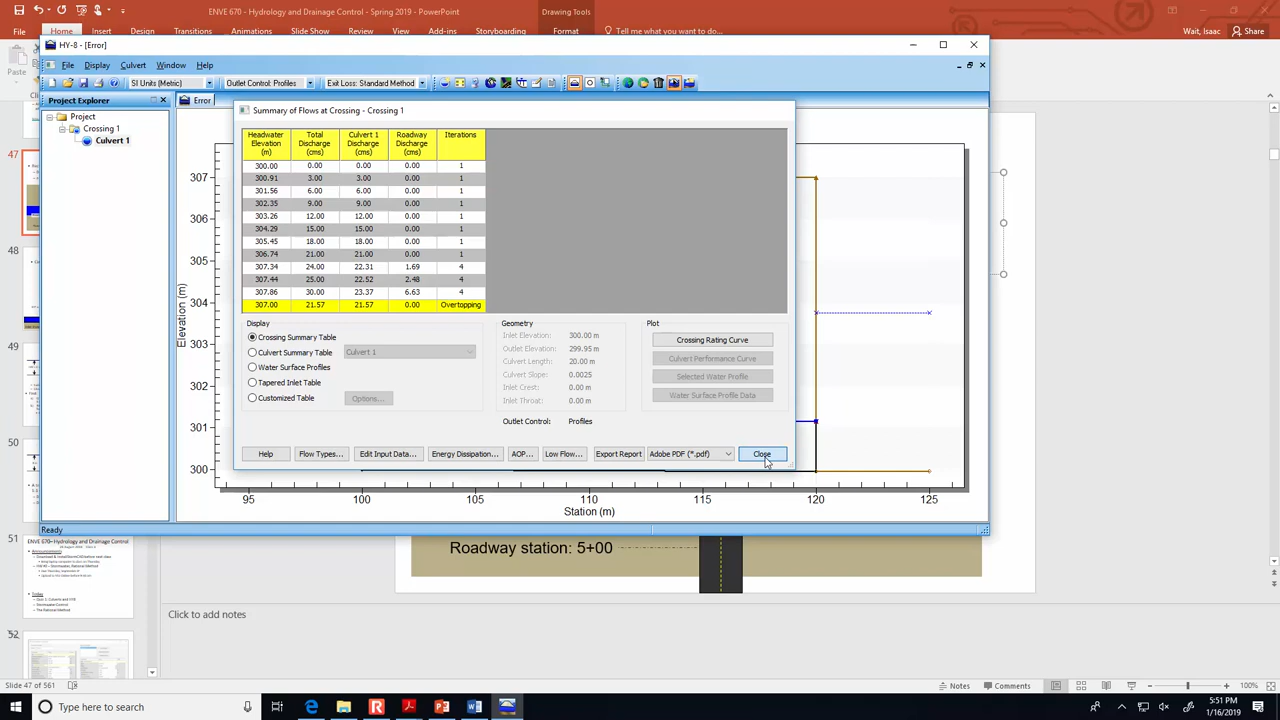 ENVE 670 - Hydrology and Drainage Control - Spring 2019 - PowerPoint
Drawing Tools
Wait, Isaac
Share
File
Home
Insert
Design
Transitions
Animations
Slide Show
Review
View
Add-ins
Storyboarding
Format
Tell me what you want to do...
Paste
HY-8 - [Error]
File
Display
Culvert
Window
Help
SI Units (Metric)
Outlet Control: Profiles
Exit Loss: Standard Method
Project Explorer
Error
Project
Crossing 1
Culvert 1
Summary of Flows at Crossing - Crossing 1
Headwater Elevation (m) Total Discharge (cms) Culvert 1 Discharge (cms) Roadway Discharge (cms) Iterations
300.00 0.00 0.00 0.00 1
300.91 3.00 3.00 0.00 1
301.56 6.00 6.00 0.00 1
302.35 9.00 9.00 0.00 1
303.26 12.00 12.00 0.00 1
304.29 15.00 15.00 0.00 1
305.45 18.00 18.00 0.00 1
306.74 21.00 21.00 0.00 1
307.34 24.00 22.31 1.69 4
307.44 25.00 22.52 2.48 4
307.86 30.00 23.37 6.63 4
307.00 21.57 21.57 0.00 Overtopping
Display
Crossing Summary Table
Culvert Summary Table
Culvert 1
Water Surface Profiles
Tapered Inlet Table
Customized Table
Options...
Geometry
Inlet Elevation: 300.00 m
Outlet Elevation: 299.95 m
Culvert Length: 20.00 m
Culvert Slope: 0.0025
Inlet Crest: 0.00 m
Inlet Throat: 0.00 m
Outlet Control: Profiles
Plot
Crossing Rating Curve
Culvert Performance Curve
Selected Water Profile
Water Surface Profile Data
Help
Flow Types...
Edit Input Data...
Energy Dissipation...
AOP...
Low Flow...
Export Report
Adobe PDF (*.pdf)
Close
Elevation (m)
307
306
305
304
303
302
301
300
95
100
105
110
115
120
125
Station (m)
Ready
47
48
49
50
51
52
ENVE 670– Hydrology and Drainage Control
Roadway station: 5+00
Click to add notes
Slide 47 of 561
Notes
Comments
100%
Type here to search
5:51 PM
1/16/2019